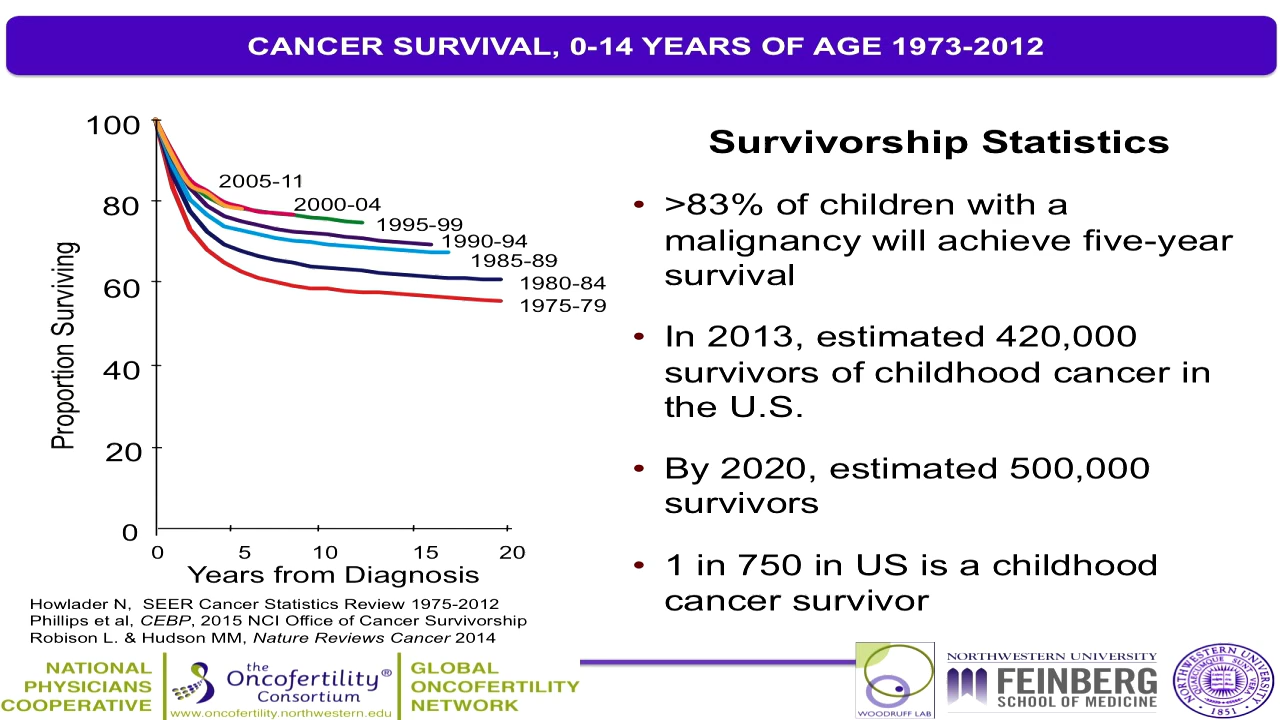 CANCER SURVIVAL, 0-14 YEARS OF AGE 1973-2012
100
80
60
40
20
0
Proportion Surviving
2005-11
2000-04
1995-99
1990-94
1985-89
1980-84
1975-79
0 5 10 15 20
Years from Diagnosis
Howlader N, SEER Cancer Statistics Review 1975-2012
Phillips et al, CEBP, 2015 NCI Office of Cancer Survivorship
Robison L. & Hudson MM, Nature Reviews Cancer 2014
Survivorship Statistics
• >83% of children with a
malignancy will achieve five-year
survival
• In 2013, estimated 420,000
survivors of childhood cancer in
the U.S.
• By 2020, estimated 500,000
survivors
• 1 in 750 in US is a childhood
cancer survivor
NATIONAL
PHYSICIANS
COOPERATIVE
the
Oncofertility®
Consortium
www.oncofertility.northwestern.edu
GLOBAL
ONCOFERTILITY
NETWORK
WOODRUFF LAB
NORTHWESTERN UNIVERSITY
FEINBERG
SCHOOL OF MEDICINE
NORTHWESTERN UNIVERSITY
1851